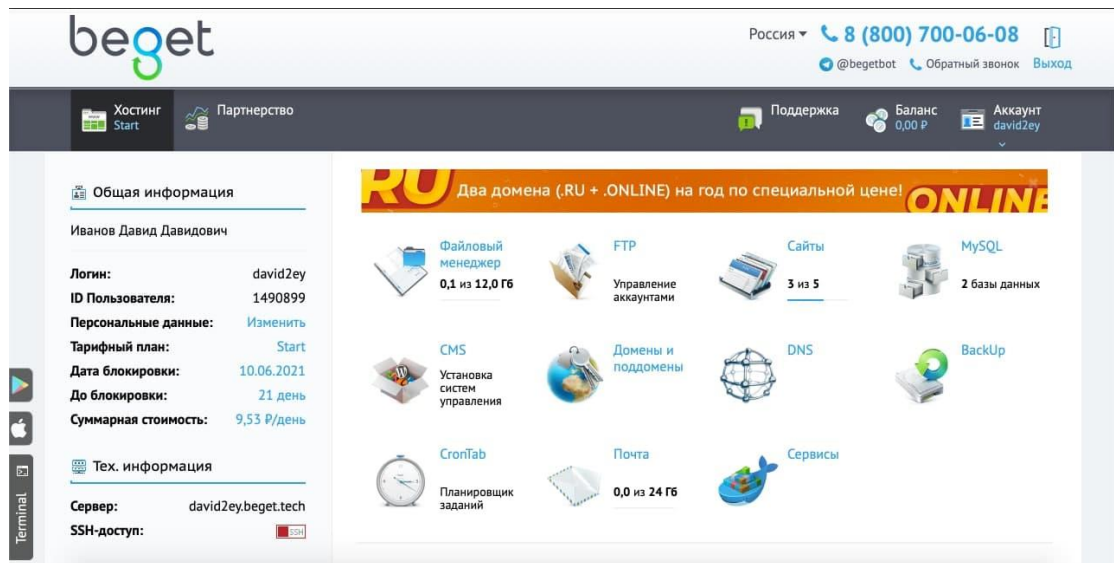 beget
Россия
8 (800) 700-06-08
@begetbot
Обратный звонок
Выход
Хостинг
Start
Партнерство
Поддержка
Баланс
0,00 ₽
Аккаунт
david2ey
Общая информация
Иванов Давид Давидович
Логин: david2ey
ID Пользователя: 1490899
Персональные данные: Изменить
Тарифный план: Start
Дата блокировки: 10.06.2021
До блокировки: 21 день
Суммарная стоимость: 9,53 ₽/день
Тех. информация
Сервер: david2ey.beget.tech
SSH-доступ: SSH
Terminal
RU Два домена (.RU + .ONLINE) на год по специальной цене! ONLINE
Файловый
менеджер
0,1 из 12,0 Гб
FTP
Управление
аккаунтами
Сайты
3 из 5
MySQL
2 базы данных
CMS
Установка
систем
управления
Домены и
поддомены
DNS
BackUp
CronTab
Планировщик
заданий
Почта
0,0 из 24 Гб
Сервисы